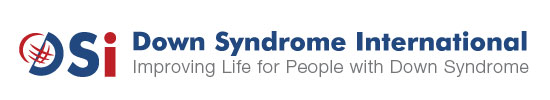 DSi Down Syndrome International
Improving Life for People with Down Syndrome